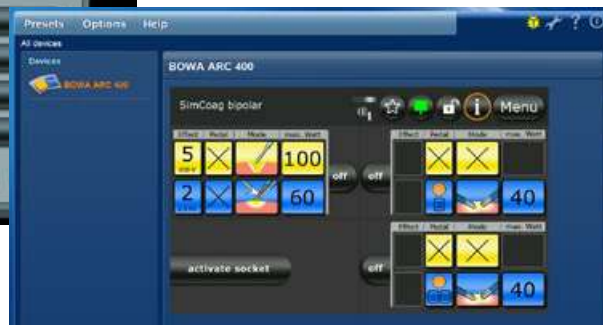 Presets Options Help
?
All devices
Devices
BOWA ARC 400
BOWA ARC 400
SimCoag bipolar
i
Menu
Effect Pedal Mode max. Watt
5
100
off
2
60
Effect Pedal Mode max. Watt
off
40
Effect Pedal Mode max. Watt
activate socket
off
40